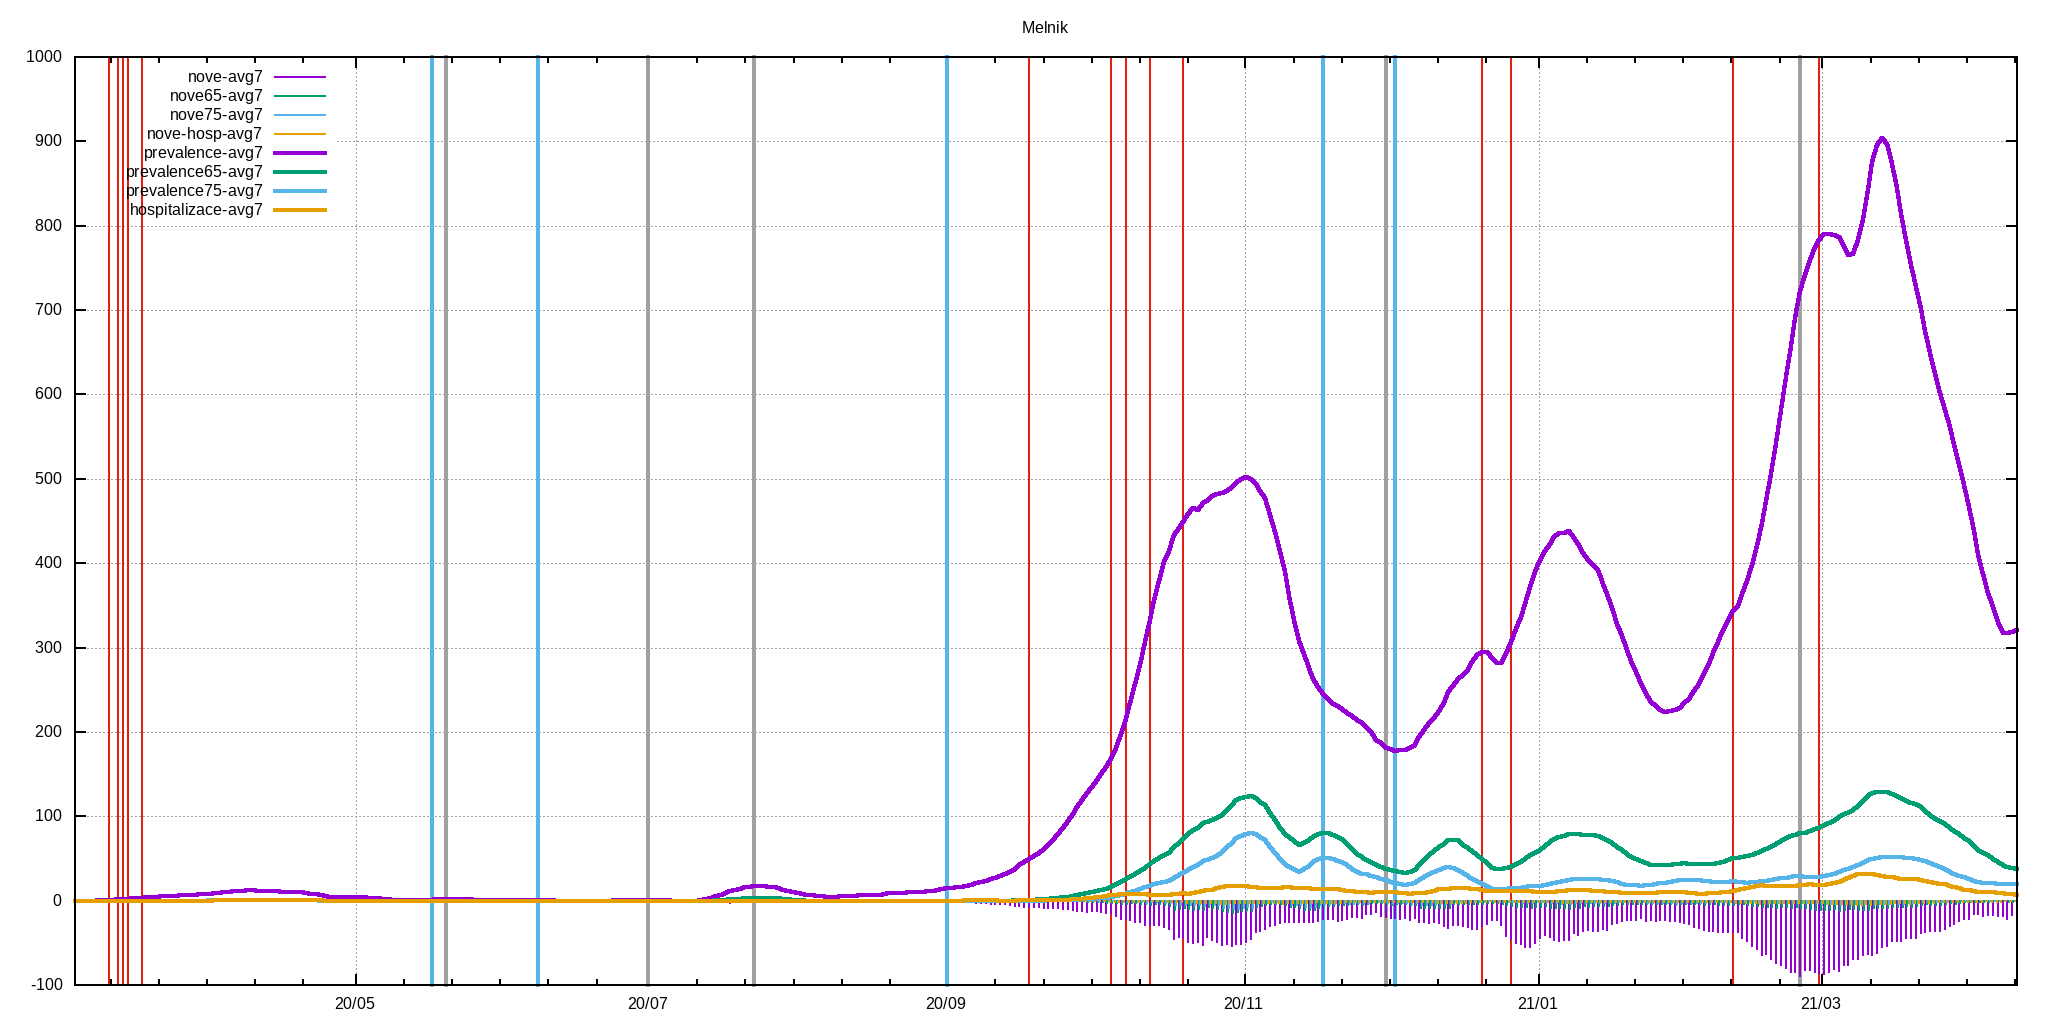 Melnik
1000
900
800
700
600
500
400
300
200
100
0
-100
nove-avg7
nove65-avg7
nove75-avg7
nove-hosp-avg7
prevalence-avg7
prevalence65-avg7
prevalence75-avg7
hospitalizace-avg7
20/05 20/07 20/09 20/11 21/01 21/03